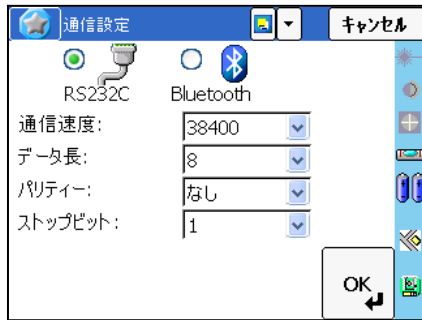 通信設定
キャンセル
RS232C
Bluetooth
通信速度: 38400
データ長: 8
パリティー: なし
ストップビット: 1
OK